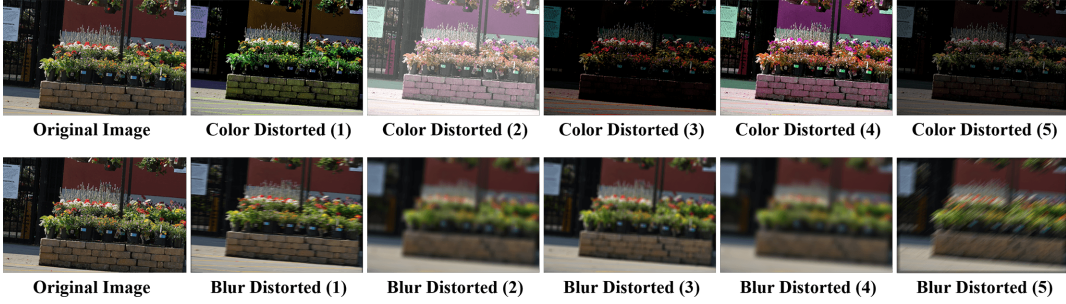 Original Image
Color Distorted (1)
Color Distorted (2)
Color Distorted (3)
Color Distorted (4)
Color Distorted (5)
Original Image
Blur Distorted (1)
Blur Distorted (2)
Blur Distorted (3)
Blur Distorted (4)
Blur Distorted (5)